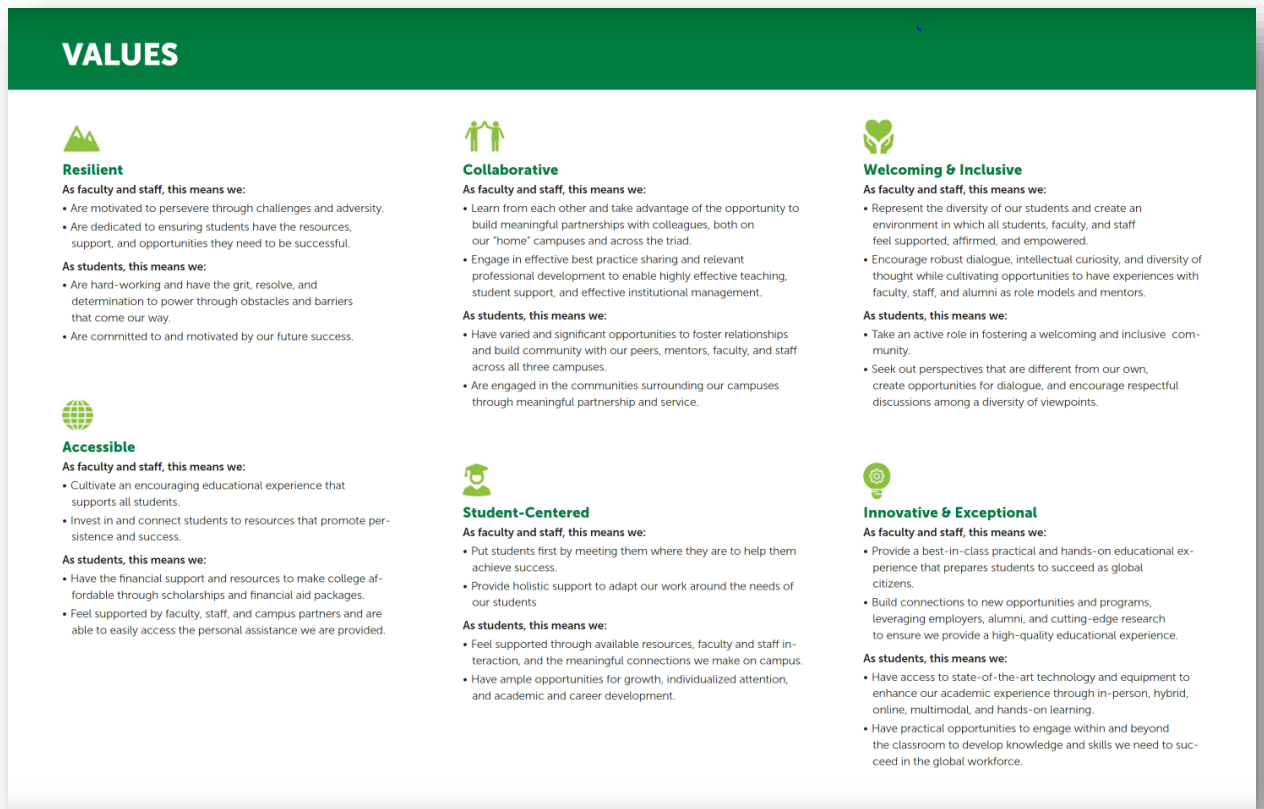 VALUES
Resilient
As faculty and staff, this means we:
• Are motivated to persevere through challenges and adversity.
• Are dedicated to ensuring students have the resources,
support, and opportunities they need to be successful.
As students, this means we:
• Are hard-working and have the grit, resolve, and
determination to power through obstacles and barriers
that come our way.
• Are committed to and motivated by our future success.
Accessible
As faculty and staff, this means we:
• Cultivate an encouraging educational experience that
supports all students.
• Invest in and connect students to resources that promote per-
sistence and success.
As students, this means we:
• Have the financial support and resources to make college af-
fordable through scholarships and financial aid packages.
• Feel supported by faculty, staff, and campus partners and are
able to easily access the personal assistance we are provided.
Collaborative
As faculty and staff, this means we:
• Learn from each other and take advantage of the opportunity to
build meaningful partnerships with colleagues, both on
our "home" campuses and across the triad.
• Engage in effective best practice sharing and relevant
professional development to enable highly effective teaching,
student support, and effective institutional management.
As students, this means we:
• Have varied and significant opportunities to foster relationships
and build community with our peers, mentors, faculty, and staff
across all three campuses.
• Are engaged in the communities surrounding our campuses
through meaningful partnership and service.
Student-Centered
As faculty and staff, this means we:
• Put students first by meeting them where they are to help them
achieve success.
• Provide holistic support to adapt our work around the needs of
our students
As students, this means we:
• Feel supported through available resources, faculty and staff in-
teraction, and the meaningful connections we make on campus.
• Have ample opportunities for growth, individualized attention,
and academic and career development.
Welcoming & Inclusive
As faculty and staff, this means we:
• Represent the diversity of our students and create an
environment in which all students, faculty, and staff
feel supported, affirmed, and empowered.
• Encourage robust dialogue, intellectual curiosity, and diversity of
thought while cultivating opportunities to have experiences with
faculty, staff, and alumni as role models and mentors.
As students, this means we:
• Take an active role in fostering a welcoming and inclusive com-
munity.
• Seek out perspectives that are different from our own,
create opportunities for dialogue, and encourage respectful
discussions among a diversity of viewpoints.
Innovative & Exceptional
As faculty and staff, this means we:
• Provide a best-in-class practical and hands-on educational ex-
perience that prepares students to succeed as global
citizens.
• Build connections to new opportunities and programs,
leveraging employers, alumni, and cutting-edge research
to ensure we provide a high-quality educational experience.
As students, this means we:
• Have access to state-of-the-art technology and equipment to
enhance our academic experience through in-person, hybrid,
online, multimodal, and hands-on learning.
• Have practical opportunities to engage within and beyond
the classroom to develop knowledge and skills we need to suc-
ceed in the global workforce.